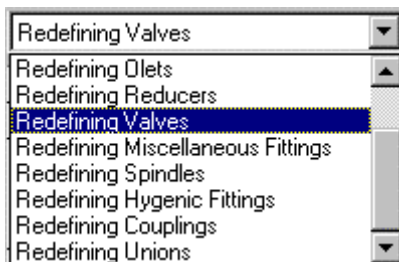 Redefining Valves
Redefining Olets
Redefining Reducers
Redefining Valves
Redefining Miscellaneous Fittings
Redefining Spindles
Redefining Hygenic Fittings
Redefining Couplings
Redefining Unions